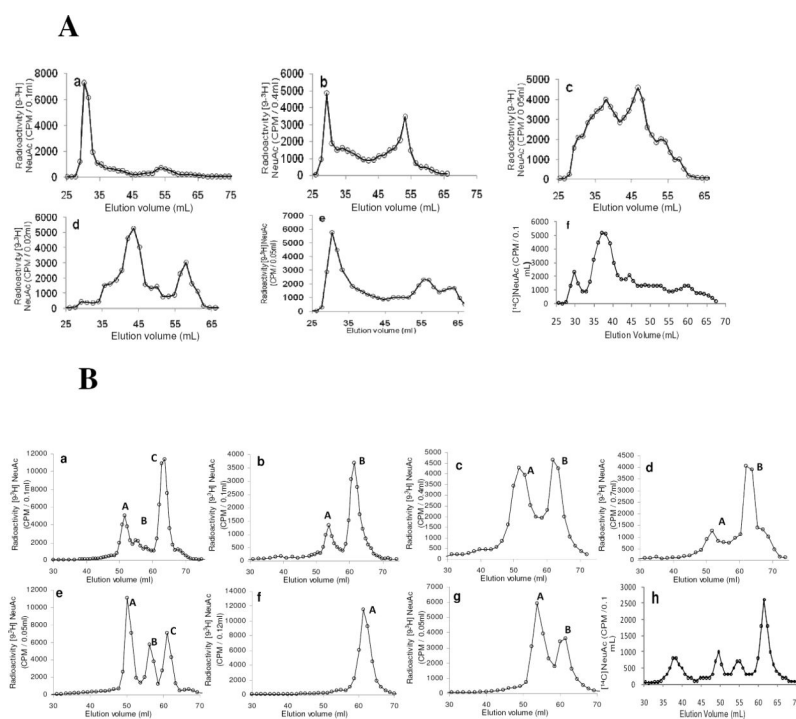 A
a
Radioactivity [9-³H]
NeuAc (CPM / 0.1ml)
8000
6000
4000
2000
0
25 35 45 55 65 75
Elution volume (mL)
b
Radioactivity [9-³H]
NeuAc (CPM / 0.4ml)
6000
5000
4000
3000
2000
1000
0
25 35 45 55 65 75
Elution volume (mL)
c
Radioactivity [9-³H]
NeuAc (CPM / 0.05ml)
5000
4000
3000
2000
1000
0
25 35 45 55 65
Elution volume (mL)
d
Radioactivity [9-³H]
NeuAc (CPM / 0.02ml)
6000
5000
4000
3000
2000
1000
0
25 35 45 55 65
Elution volume (mL)
e
Radioactivity [9-³H]NeuAc
(CPM / 0.05ml)
7000
6000
5000
4000
3000
2000
1000
0
25 35 45 55 65
Elution volume (ml)
f
[¹⁴C]NeuAc (CPM / 0.1
mL)
6000
5000
4000
3000
2000
1000
0
25 30 35 40 45 50 55 60 65 70
Elution Volume (mL)
B
a
Radioactivity [9-³H] NeuAc
(CPM / 0.1ml)
12000
10000
8000
6000
4000
2000
0
A
B
C
30 40 50 60 70
Elution volume (ml)
b
Radioactivity [9-³H] NeuAc
(CPM / 0.1ml)
4000
3500
3000
2500
2000
1500
1000
500
0
A
B
30 40 50 60 70
Elution volume (ml)
c
Radioactivity [9-³H] NeuAc
(CPM / 0.4ml)
5000
4500
4000
3500
3000
2500
2000
1500
1000
500
0
A
B
30 40 50 60 70
Elution volume (ml)
d
Radioactivity [9-³H] NeuAc
(CPM / 0.7ml)
5000
4000
3000
2000
1000
0
A
B
30 40 50 60 70
Elution volume (ml)
e
Radioactivity [9-³H] NeuAc
(CPM / 0.05ml)
12000
10000
8000
6000
4000
2000
0
A
B
C
30 40 50 60 70
Elution volume (ml)
f
Radioactivity [9-³H] NeuAc
(CPM / 0.12ml)
14000
12000
10000
8000
6000
4000
2000
0
A
30 40 50 60 70
Elution volume (ml)
g
Radioactivity [9-³H] NeuAc
(CPM / 0.05ml)
7000
6000
5000
4000
3000
2000
1000
0
A
B
30 40 50 60 70
Elution volume (ml)
h
[¹⁴C]NeuAc (CPM / 0.1
mL)
3,000
2,500
2,000
1,500
1,000
500
0
30 40 50 60 70
Elution Volume (mL)